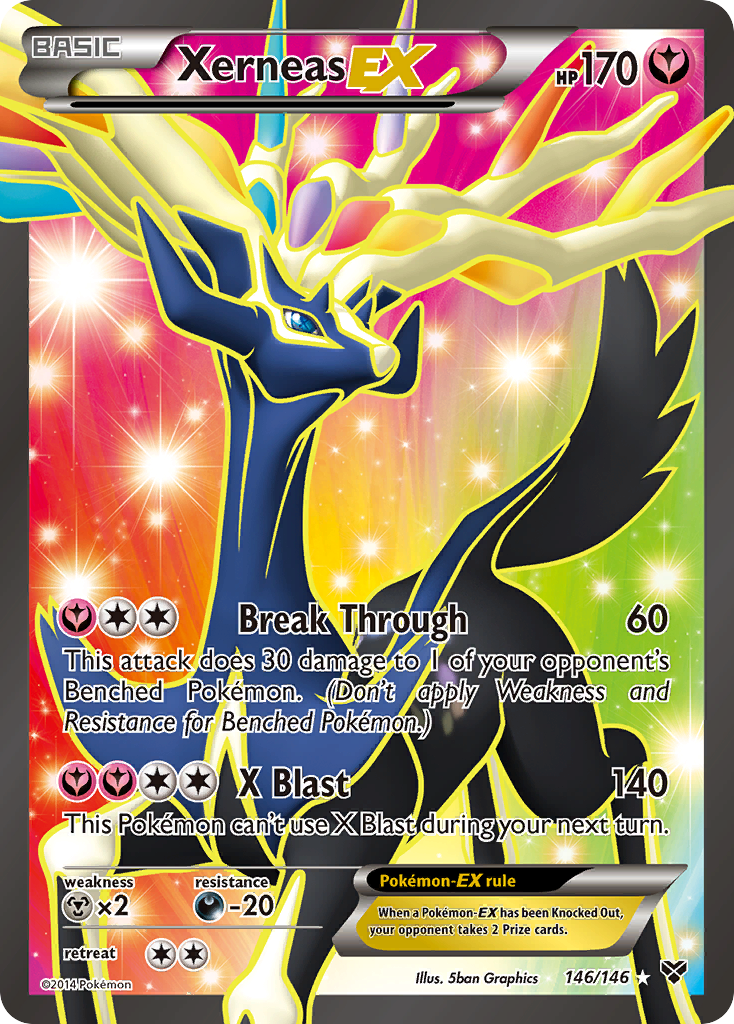 BASIC
Xerneas EX
HP170
Break Through 60
This attack does 30 damage to 1 of your opponent's
Benched Pokémon. (Don't apply Weakness and
Resistance for Benched Pokémon.)
X Blast 140
This Pokémon can't use X Blast during your next turn.
weakness resistance
×2 -20
Pokémon-EX rule
When a Pokémon-EX has been Knocked Out,
your opponent takes 2 Prize cards.
retreat
©2014 Pokémon
Illus. 5ban Graphics 146/146